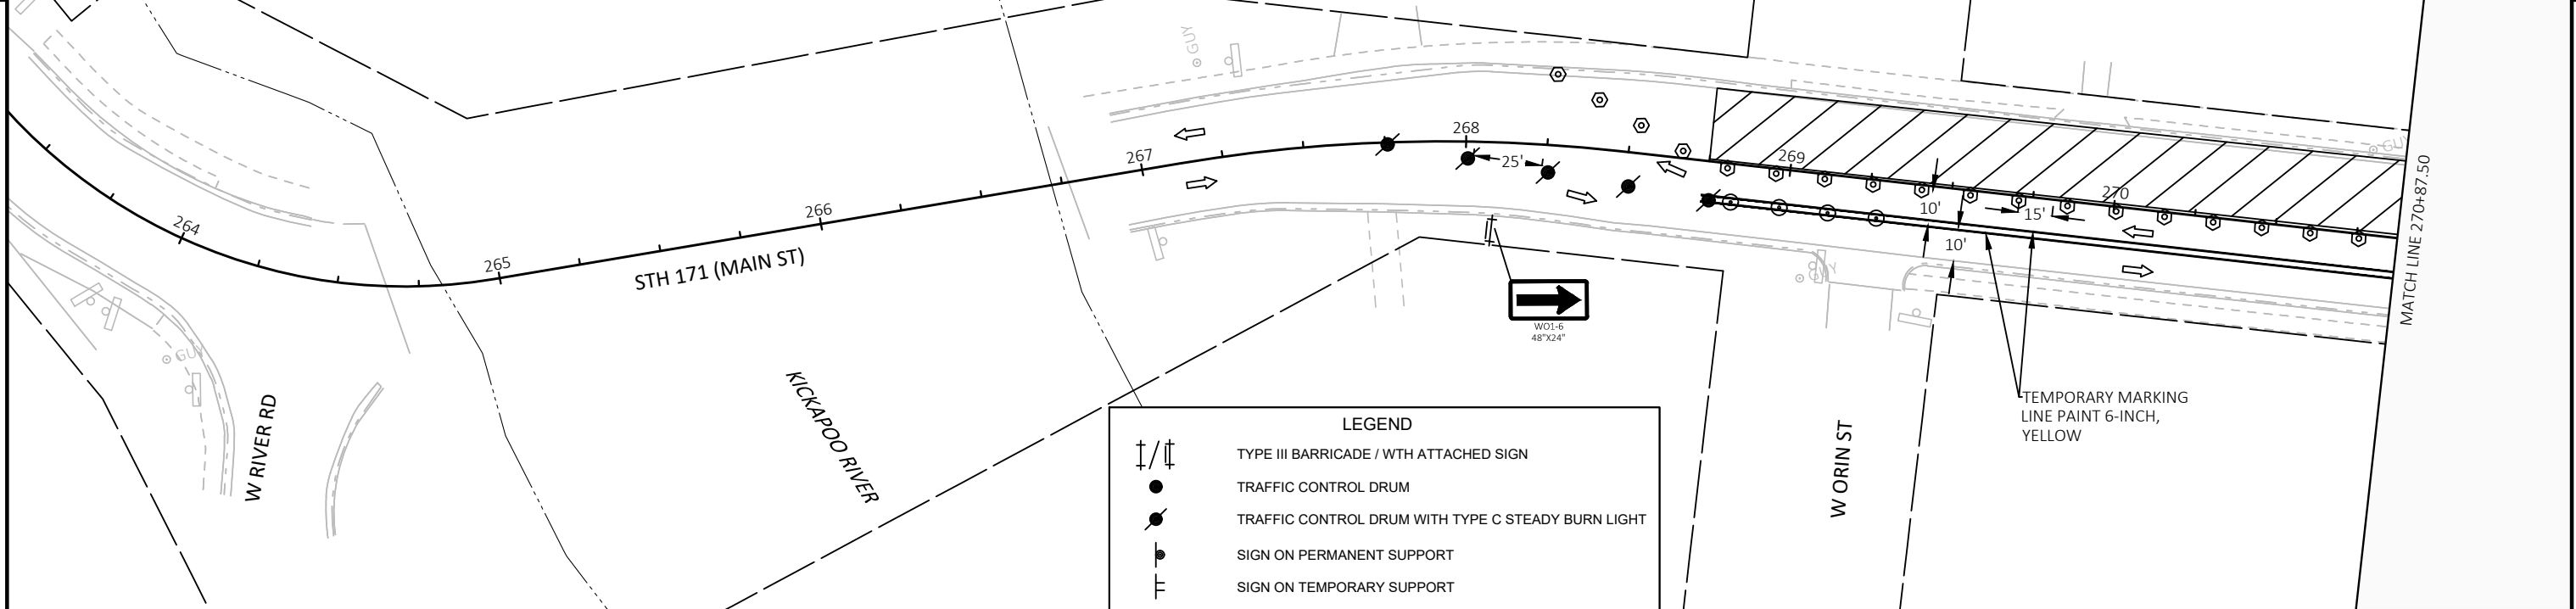 GUY
264
265
266
267
268
269
270
25'
10'
15'
10'
STH 171 (MAIN ST)
GUY
GUY
GUY
W RIVER RD
KICKAPOO RIVER
WO1-6
48"X24"
W ORIN ST
MATCH LINE 270+87.50
TEMPORARY MARKING
LINE PAINT 6-INCH,
YELLOW
LEGEND
TYPE III BARRICADE / WTH ATTACHED SIGN
TRAFFIC CONTROL DRUM
TRAFFIC CONTROL DRUM WITH TYPE C STEADY BURN LIGHT
SIGN ON PERMANENT SUPPORT
SIGN ON TEMPORARY SUPPORT